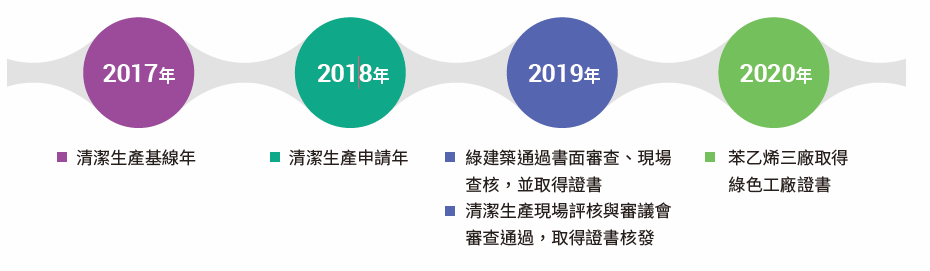 2017年
2018年
2019年
2020年
清潔生產基線年
清潔生產申請年
綠建築通過書面審查、現場
查核，並取得證書
清潔生產現場評核與審議會
審查通過，取得證書核發
苯乙烯三廠取得
綠色工廠證書